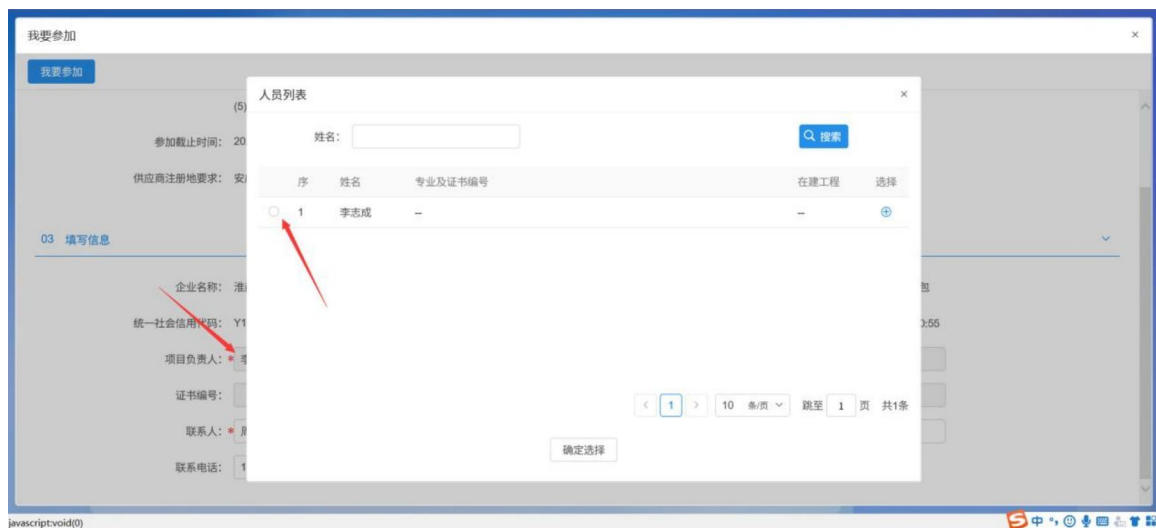 我要参加
×
我要参加
人员列表
×
(5)
姓名：
搜索
参加截止时间： 20
供应商注册地要求： 安
序 姓名 专业及证书编号 在建工程 选择
1 李志成 -- --
03 填写信息
企业名称： 淮
包
统一社会信用代码： Y1
0:55
项目负责人： * 李
证书编号：
< 1 > 10 条/页 跳至 1 页 共1条
联系人： * 周
确定选择
联系电话： 1
javascript:void(0)
中